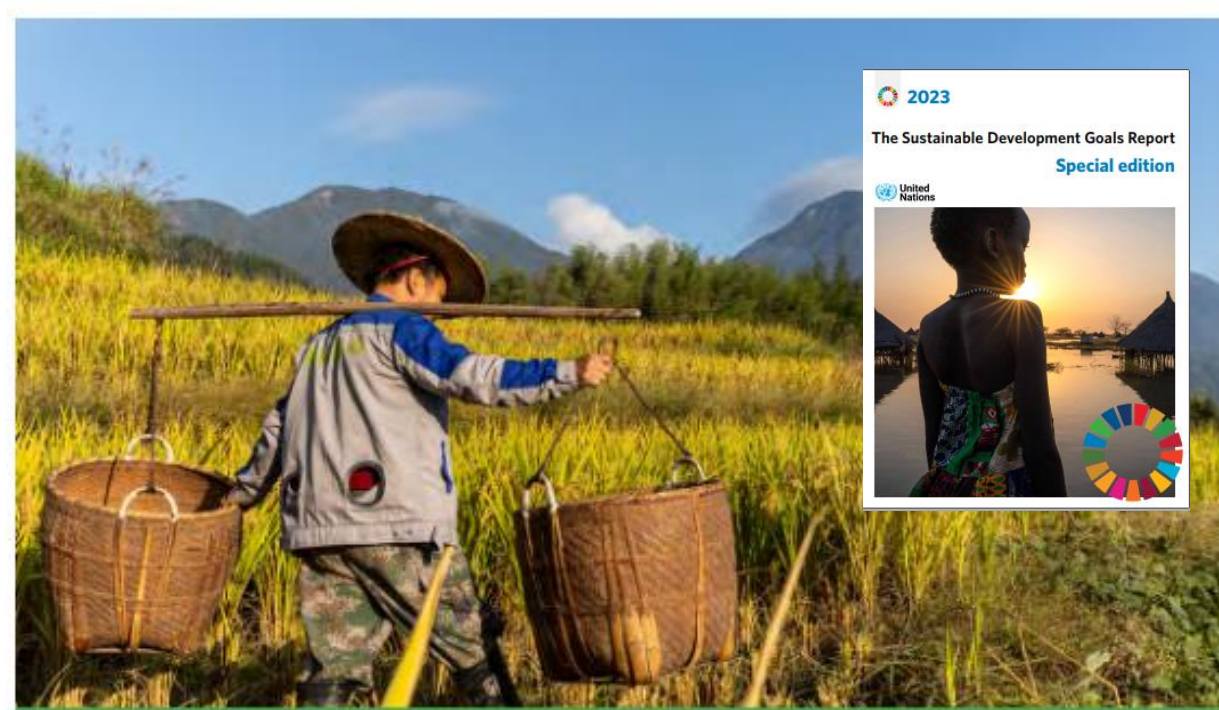 2023
The Sustainable Development Goals Report
Special edition
United
Nations